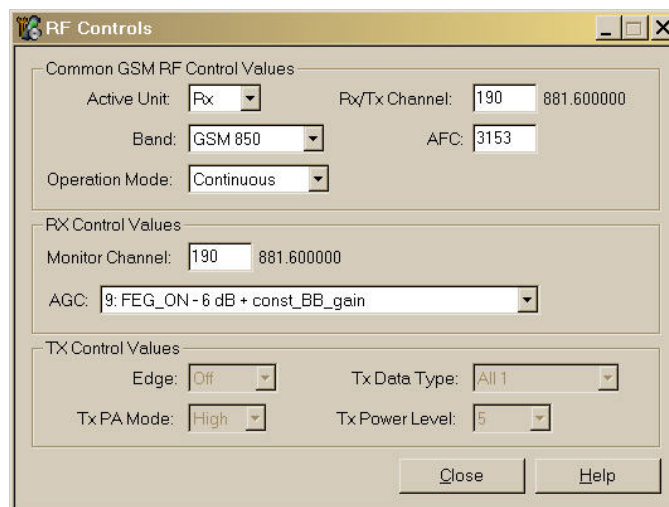 RF Controls
Common GSM RF Control Values
Active Unit: Rx Rx/Tx Channel: 190 881.600000
Band: GSM 850 AFC: 3153
Operation Mode: Continuous
RX Control Values
Monitor Channel: 190 881.600000
AGC: 9: FEG_ON - 6 dB + const_BB_gain
TX Control Values
Edge: Off Tx Data Type: All 1
Tx PA Mode: High Tx Power Level: 5
Close Help